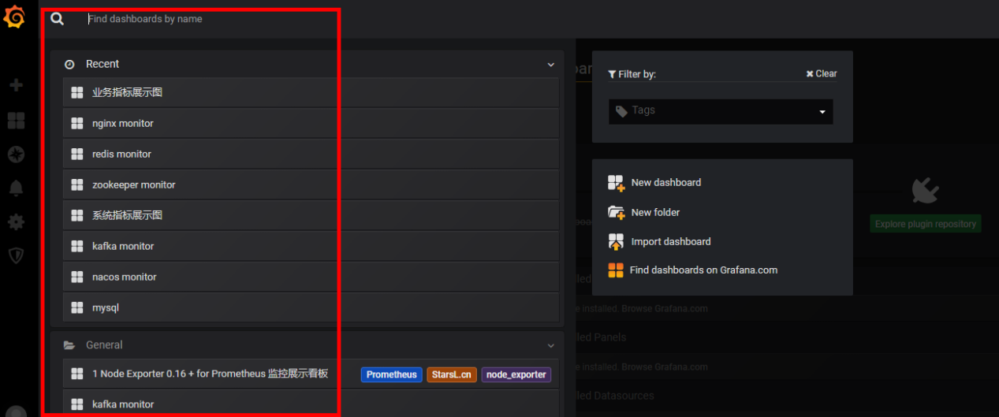 Find dashboards by name
Recent
业务指标展示图
nginx monitor
redis monitor
zookeeper monitor
系统指标展示图
kafka monitor
nacos monitor
mysql
General
1 Node Exporter 0.16 + for Prometheus 监控展示看板 Prometheus StarsL.cn node_exporter
kafka monitor
Filter by: Clear
Tags
New dashboard
New folder
Import dashboard
Find dashboards on Grafana.com
Explore plugin repository
installed. Browse Grafana.com
Panels
installed. Browse Grafana.com
Datasources